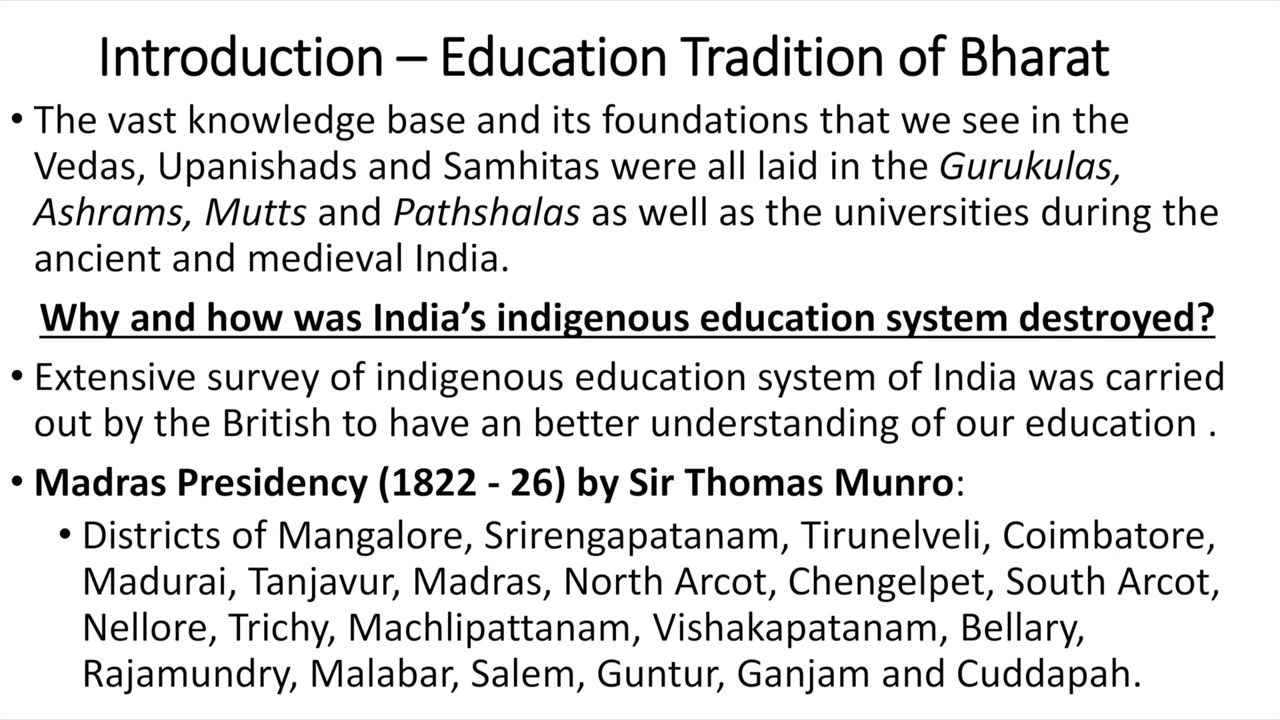 Introduction – Education Tradition of Bharat
• The vast knowledge base and its foundations that we see in the
Vedas, Upanishads and Samhitas were all laid in the Gurukulas,
Ashrams, Mutts and Pathshalas as well as the universities during the
ancient and medieval India.
Why and how was India’s indigenous education system destroyed?
• Extensive survey of indigenous education system of India was carried
out by the British to have an better understanding of our education .
• Madras Presidency (1822 - 26) by Sir Thomas Munro:
• Districts of Mangalore, Srirengapatanam, Tirunelveli, Coimbatore,
Madurai, Tanjavur, Madras, North Arcot, Chengelpet, South Arcot,
Nellore, Trichy, Machlipattanam, Vishakapatanam, Bellary,
Rajamundry, Malabar, Salem, Guntur, Ganjam and Cuddapah.